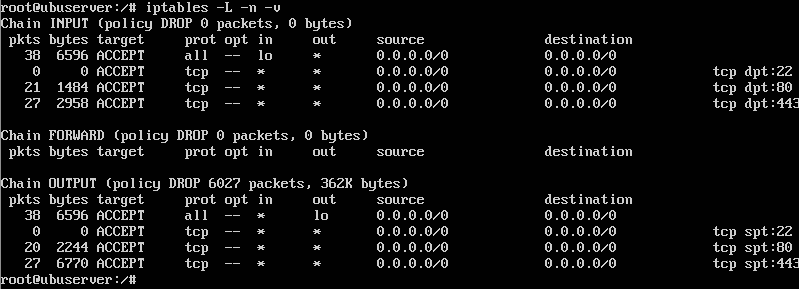 root@ubuserver:/# iptables -L -n -v
Chain INPUT (policy DROP 0 packets, 0 bytes)
 pkts bytes target     prot opt in     out     source               destination
   38  6596 ACCEPT     all  --  lo     *       0.0.0.0/0            0.0.0.0/0
    0     0 ACCEPT     tcp  --  *      *       0.0.0.0/0            0.0.0.0/0            tcp dpt:22
   21  1484 ACCEPT     tcp  --  *      *       0.0.0.0/0            0.0.0.0/0            tcp dpt:80
   27  2958 ACCEPT     tcp  --  *      *       0.0.0.0/0            0.0.0.0/0            tcp dpt:443

Chain FORWARD (policy DROP 0 packets, 0 bytes)
 pkts bytes target     prot opt in     out     source               destination

Chain OUTPUT (policy DROP 6027 packets, 362K bytes)
 pkts bytes target     prot opt in     out     source               destination
   38  6596 ACCEPT     all  --  *      lo      0.0.0.0/0            0.0.0.0/0
    0     0 ACCEPT     tcp  --  *      *       0.0.0.0/0            0.0.0.0/0            tcp spt:22
   20  2244 ACCEPT     tcp  --  *      *       0.0.0.0/0            0.0.0.0/0            tcp spt:80
   27  6770 ACCEPT     tcp  --  *      *       0.0.0.0/0            0.0.0.0/0            tcp spt:443
root@ubuserver:/#